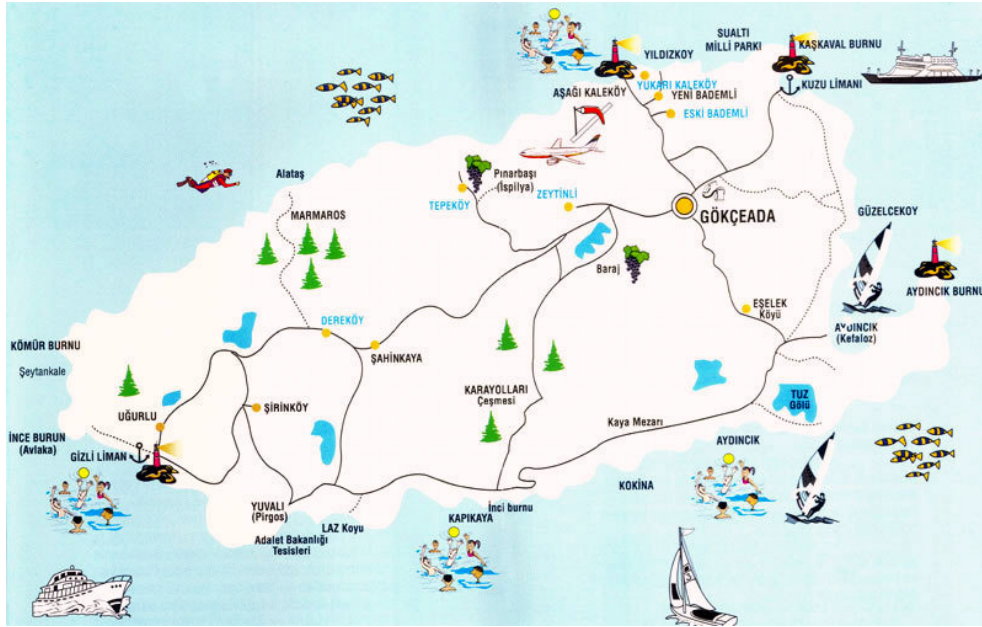 SUALTI
MİLLİ PARKI
KAŞKAVAL BURNU
YILDIZKOY
YUKARI KALEKÖY
KUZU LİMANI
AŞAĞI KALEKÖY
YENİ BADEMLİ
ESKİ BADEMLİ
Alataş
Pınarbaşı
(İspilya)
TEPEKÖY
ZEYTİNLİ
MARMAROS
GÖKÇEADA
GÜZELCEKOY
Baraj
AYDINCIK BURNU
EŞELEK
Köyü
DEREKÖY
AYDINCIK
(Kefaloz)
KÖMÜR BURNU
ŞAHİNKAYA
Şeytankale
KARAYOLLARI
Çeşmesi
TUZ
Gölü
UĞURLU
ŞİRİNKÖY
Kaya Mezarı
İNCE BURUN
(Avlaka)
GİZLİ LİMAN
AYDINCIK
KOKİNA
YUVALI
(Pirgos)
LAZ Koyu
İnci burnu
KAPIKAYA
Adalet Bakanlığı
Tesisleri